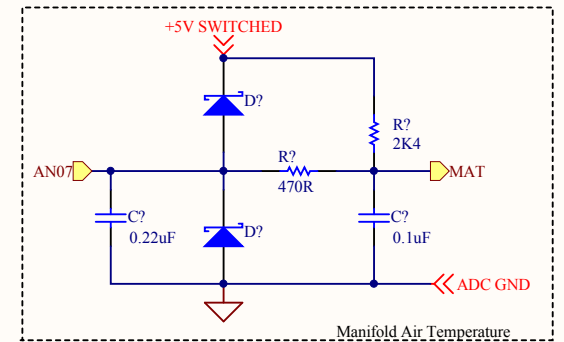 +5V SWITCHED
D?
R?
2K4
AN07
R?
470R
MAT
C?
0.22uF
D?
C?
0.1uF
ADC GND
Manifold Air Temperature